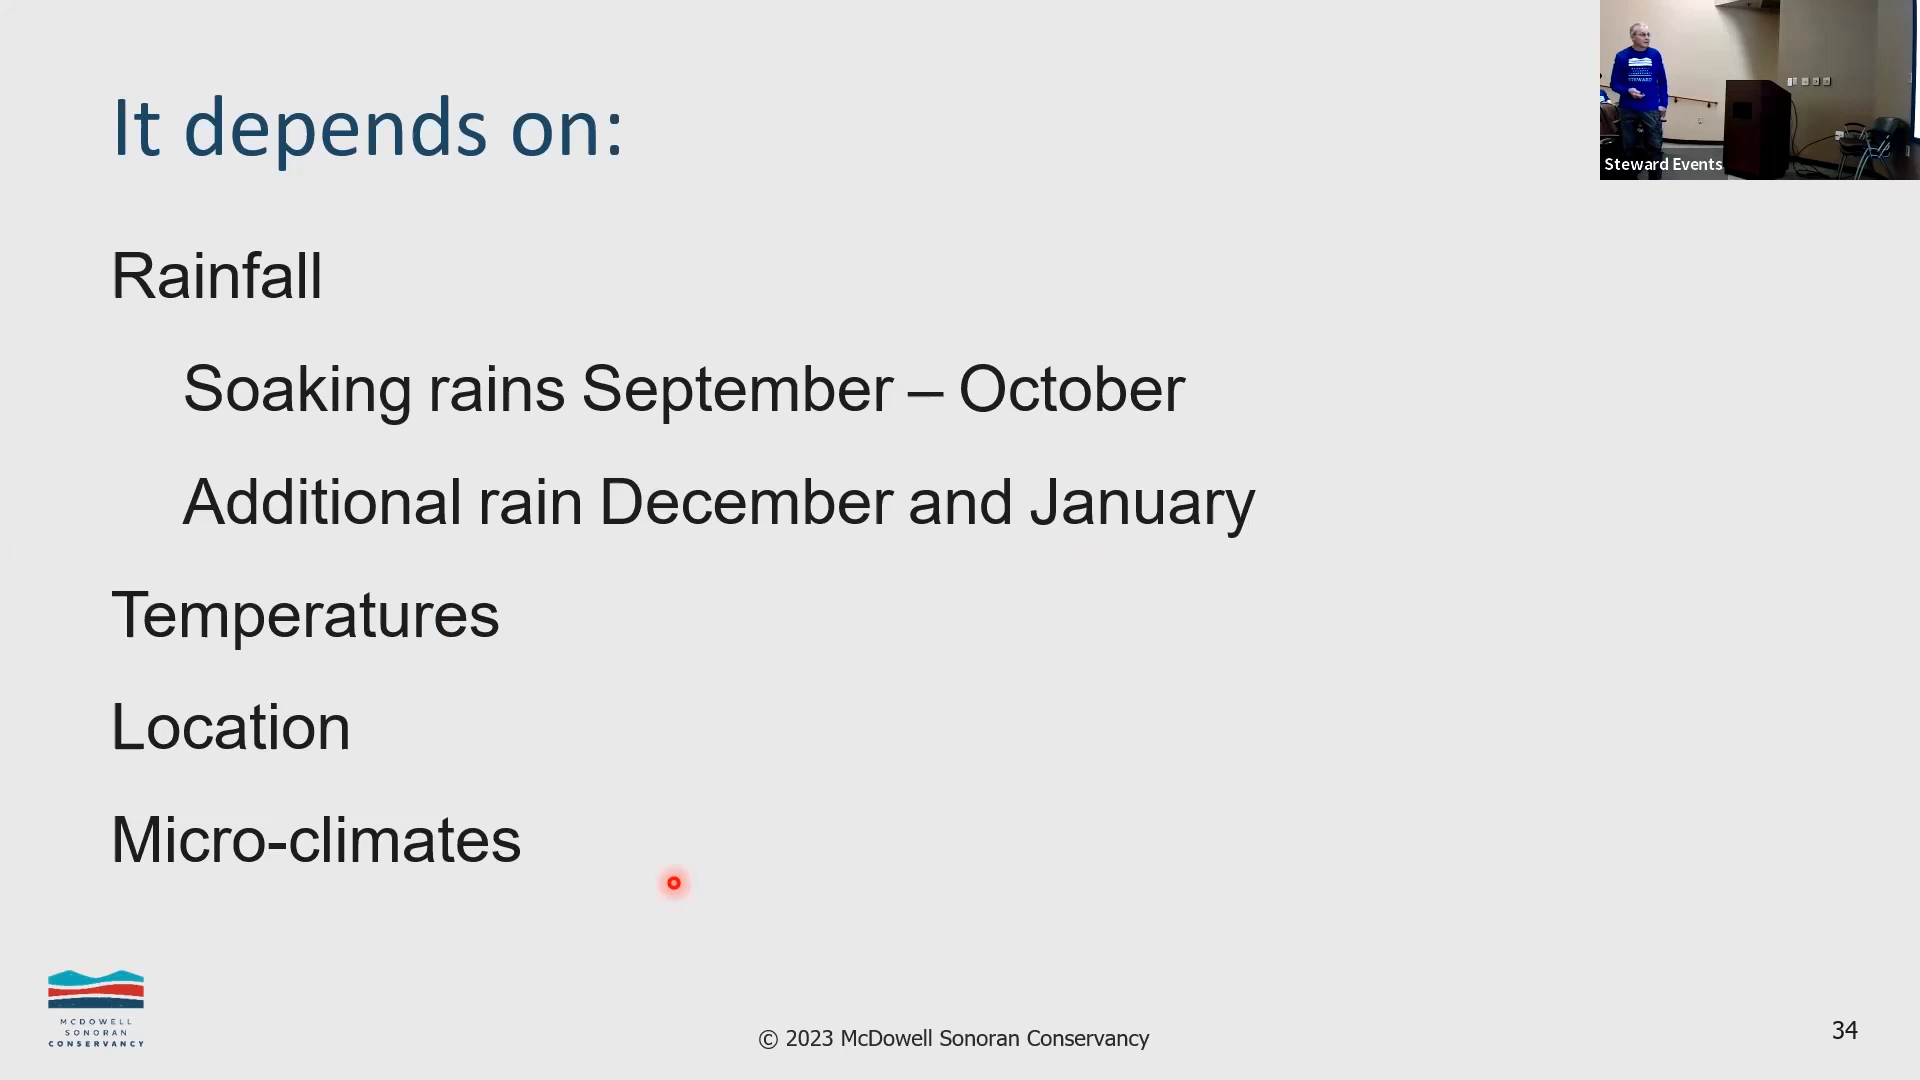 It depends on:
Rainfall
Soaking rains September – October
Additional rain December and January
Temperatures
Location
Micro-climates
Steward Events
STEWARD
MCDOWELL
SONORAN
CONSERVANCY
© 2023 McDowell Sonoran Conservancy
34